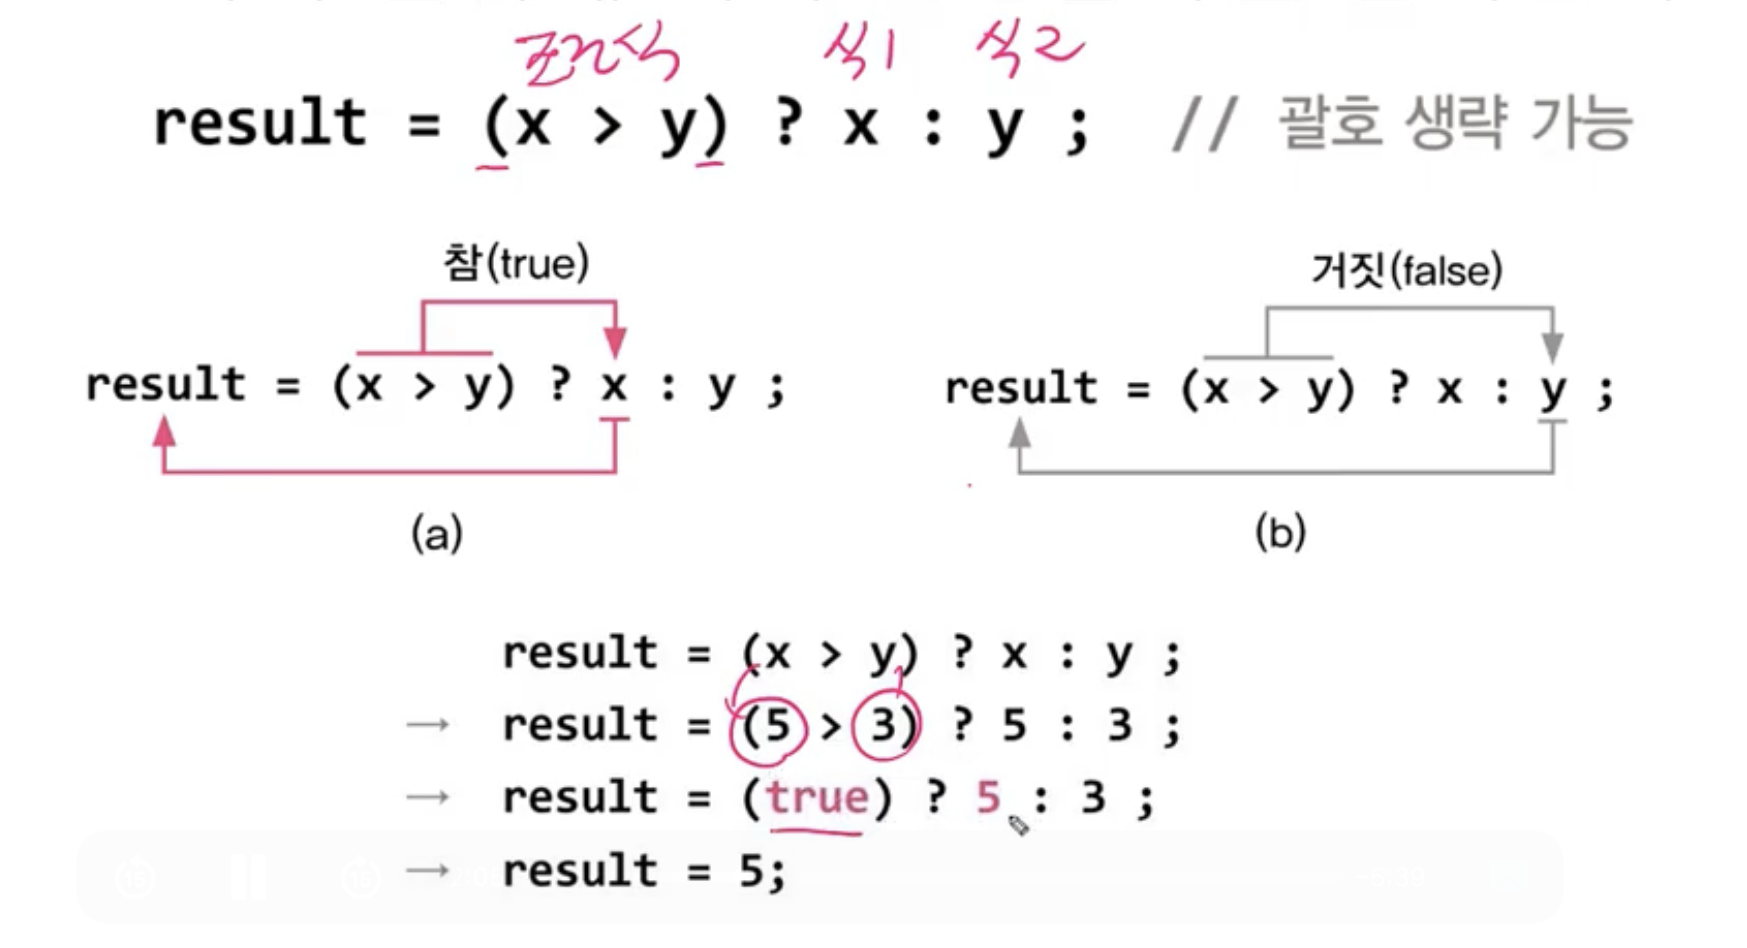 조건식 식1 식2
result = (x > y) ? x : y ; // 괄호 생략 가능
참(true)
result = (x > y) ? x : y ;
(a)
거짓(false)
result = (x > y) ? x : y ;
(b)
result = (x > y) ? x : y ;
→ result = (5 > 3) ? 5 : 3 ;
→ result = (true) ? 5 : 3 ;
→ result = 5;